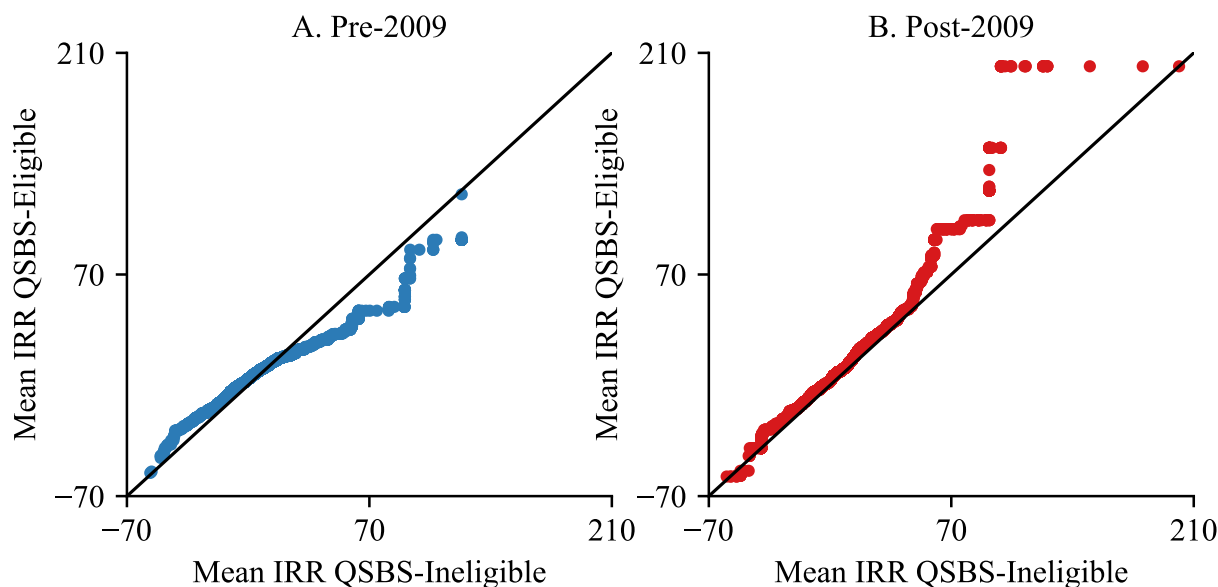 A. Pre-2009
210
70
−70
−70
70
210
Mean IRR QSBS-Eligible
Mean IRR QSBS-Ineligible
B. Post-2009
210
70
−70
−70
70
210
Mean IRR QSBS-Eligible
Mean IRR QSBS-Ineligible